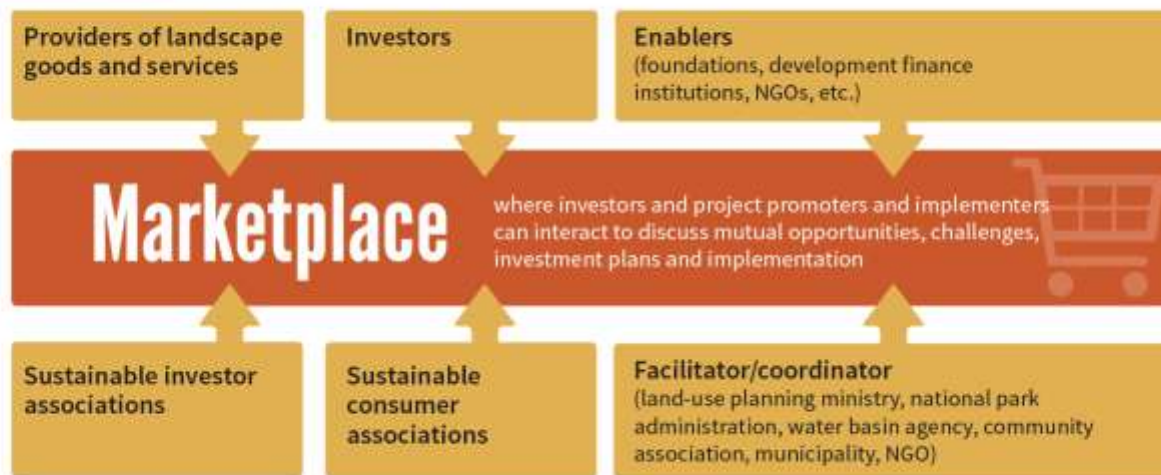 Providers of landscape
goods and services
Investors
Enablers
(foundations, development finance
institutions, NGOs, etc.)
Marketplace
where investors and project promoters and implementers
can interact to discuss mutual opportunities, challenges,
investment plans and implementation
Sustainable investor
associations
Sustainable
consumer
associations
Facilitator/coordinator
(land-use planning ministry, national park
administration, water basin agency, community
association, municipality, NGO)